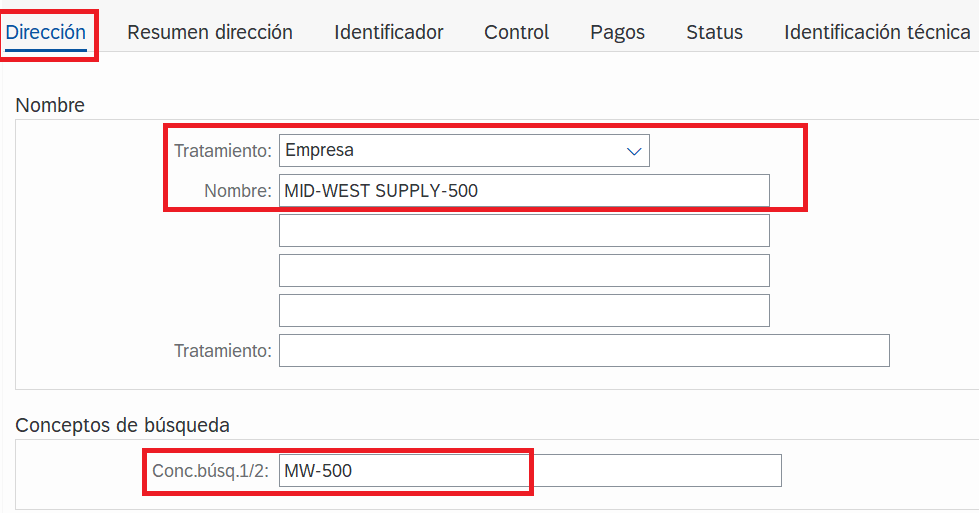 Dirección Resumen dirección Identificador Control Pagos Status Identificación técnica
Nombre
Tratamiento: Empresa
Nombre: MID-WEST SUPPLY-500
Tratamiento:
Conceptos de búsqueda
Conc.búsq.1/2: MW-500